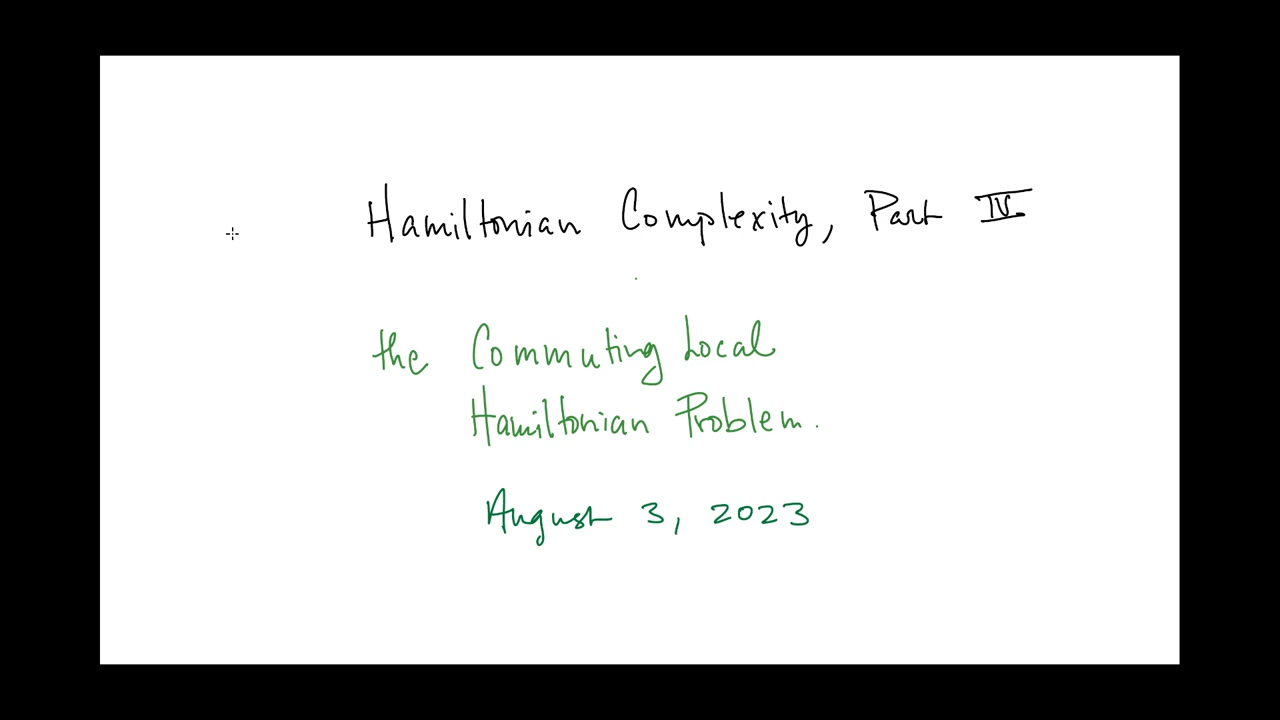 Hamiltonian Complexity, Part IV.
the Commuting Local
Hamiltonian Problem.
August 3, 2023